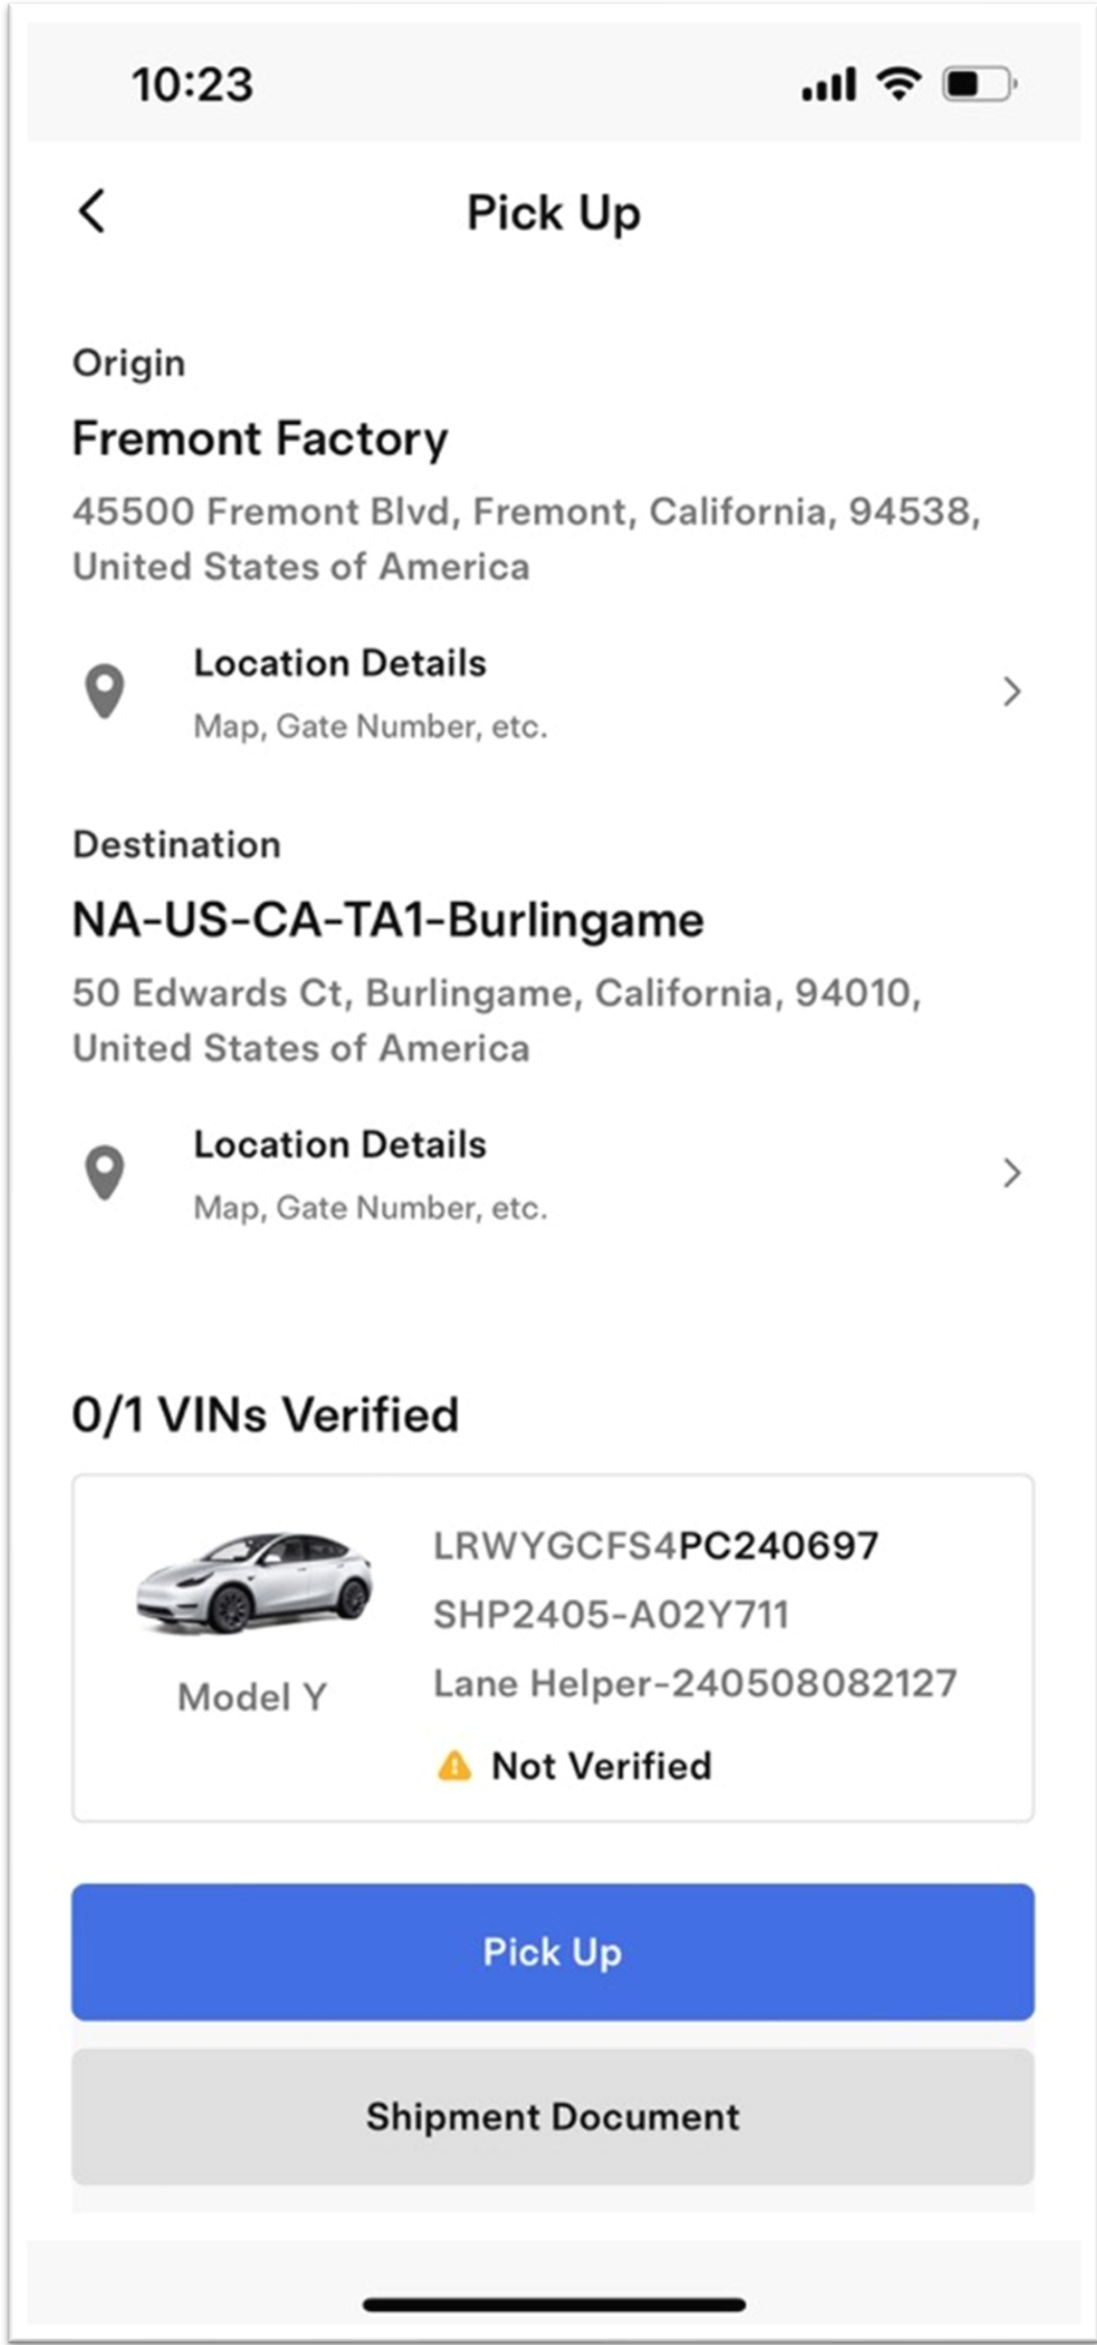 10:23
Pick Up
Origin
Fremont Factory
45500 Fremont Blvd, Fremont, California, 94538,
United States of America
Location Details
Map, Gate Number, etc.
Destination
NA-US-CA-TA1-Burlingame
50 Edwards Ct, Burlingame, California, 94010,
United States of America
Location Details
Map, Gate Number, etc.
0/1 VINs Verified
LRWYGCFS4PC240697
SHP2405-A02Y711
Lane Helper-240508082127
Model Y
Not Verified
Pick Up
Shipment Document